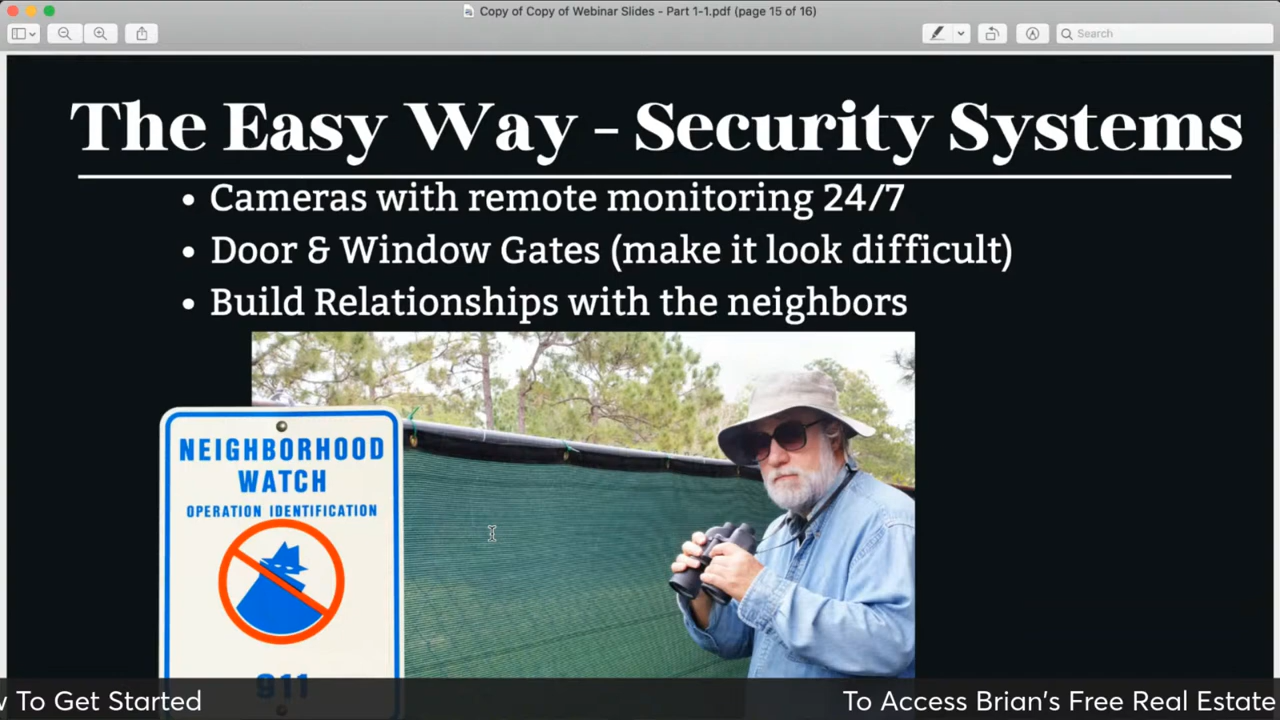 Copy of Copy of Webinar Slides - Part 1-1.pdf (page 15 of 16)
Search
The Easy Way - Security Systems
• Cameras with remote monitoring 24/7
• Door & Window Gates (make it look difficult)
• Build Relationships with the neighbors
NEIGHBORHOOD
WATCH
OPERATION IDENTIFICATION
911
w To Get Started
To Access Brian's Free Real Estate